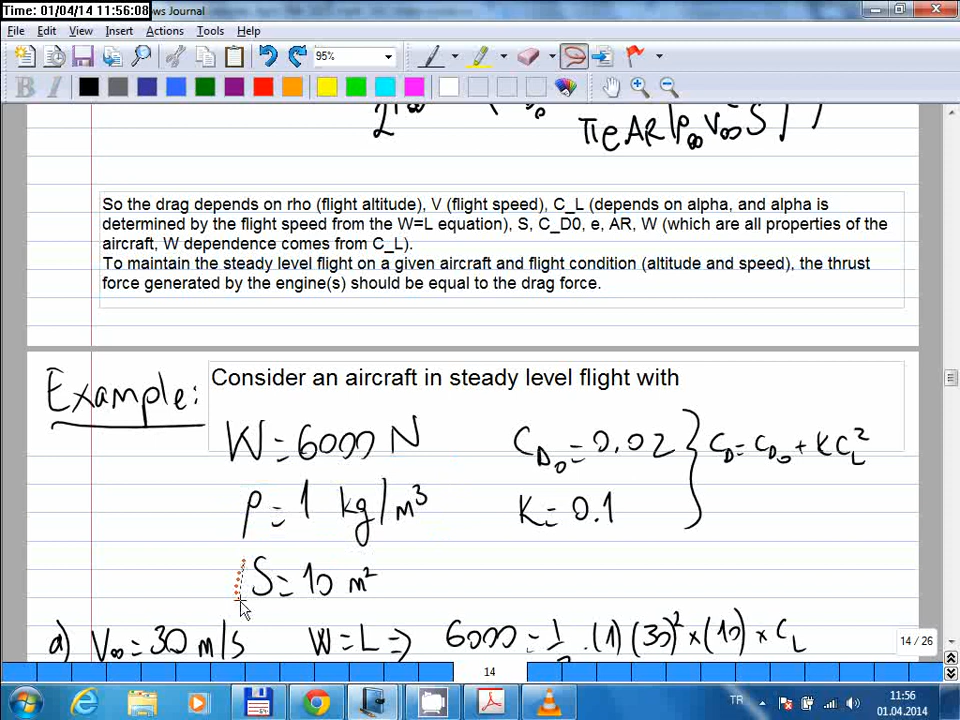 Time: 01/04/14 11:56:08
ws Journal
File Edit View Insert Actions Tools Help
95%
B I
2
πeAR(ρ∞V∞²S)
So the drag depends on rho (flight altitude), V (flight speed), C_L (depends on alpha, and alpha is
determined by the flight speed from the W=L equation), S, C_D0, e, AR, W (which are all properties of the
aircraft, W dependence comes from C_L).
To maintain the steady level flight on a given aircraft and flight condition (altitude and speed), the thrust
force generated by the engine(s) should be equal to the drag force.
Example: Consider an aircraft in steady level flight with
W=6000 N C_D0=0.02 } C_D=C_D0+KC_L²
ρ=1 kg/m³ K=0.1
S=10 m²
a) V∞=30 m/s W=L ⇒ 6000=1/2.(1)(30)²×(10)×C_L
14 / 26
14
TR 11:56
01.04.2014